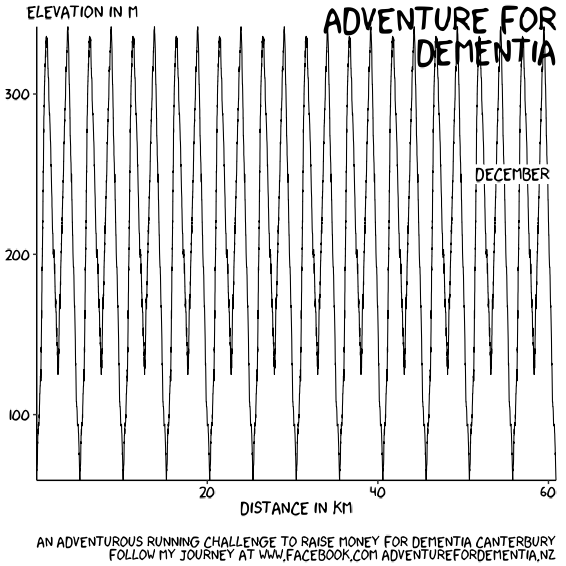 ELEVATION IN M
ADVENTURE FOR
DEMENTIA
300
DECEMBER
200
100
20
40
60
DISTANCE IN KM
AN ADVENTUROUS RUNNING CHALLENGE TO RAISE MONEY FOR DEMENTIA CANTERBURY
FOLLOW MY JOURNEY AT WWW.FACEBOOK.COM ADVENTUREFORDEMENTIA.NZ